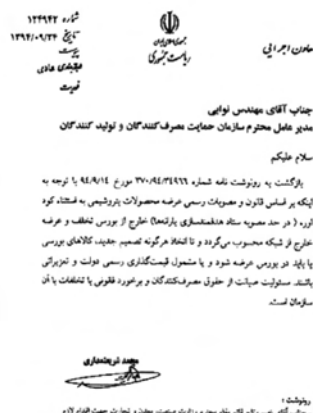 شماره ۱۲۴۹۴۲
تاریخ ۱۳۹۴/۰۹/۲۴
پیوست
طبقه‌بندی عادی
جمهوری اسلامی ایران
ریاست جمهوری
معاون اجرایی
جناب آقای مهندس نوابی
مدیر عامل محترم سازمان حمایت مصرف‌کنندگان و تولید کنندگان
سلام علیکم
بازگشت به رونوشت نامه شماره ۳۷۰/۹۴/۳۴۹۶۶ مورخ ۹۴/۹/۱۴ با توجه به
اینکه بر اساس قانون و مصوبات رسمی عرضه محصولات پتروشیمی به استثناء کود
اوره ( در حد مصوبه ستاد هدفمندسازی یارانه‌ها) خارج از بورس تخلف و عرضه
خارج از شبکه محسوب می‌گردد و تا اتخاذ هرگونه تصمیم جدید، کالاهای بورسی
یا باید در بورس عرضه شود و یا مشمول قیمت‌گذاری رسمی دولت و تعزیراتی
باشند. مسئولیت صیانت از حقوق مصرف‌کنندگان و برخورد قانونی با تخلفات با آن
سازمان است.
محمد شریعتمداری
رونوشت :